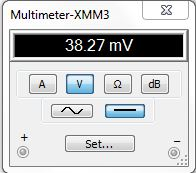 Multimeter-XMM3
38.27 mV
A V Ω dB
+ Set... −